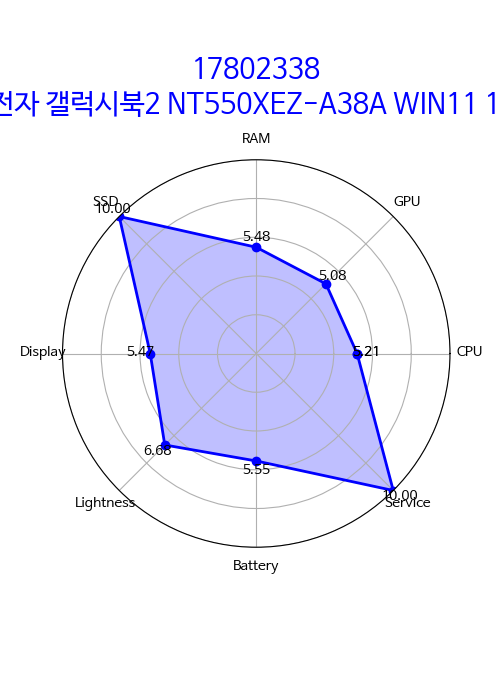 17802338
전자 갤럭시북2 NT550XEZ-A38A WIN11 1
RAM
SSD
10.00
GPU
5.48
5.08
Display
5.47
5.21
CPU
6.68
5.55
10.00
Lightness
Service
Battery